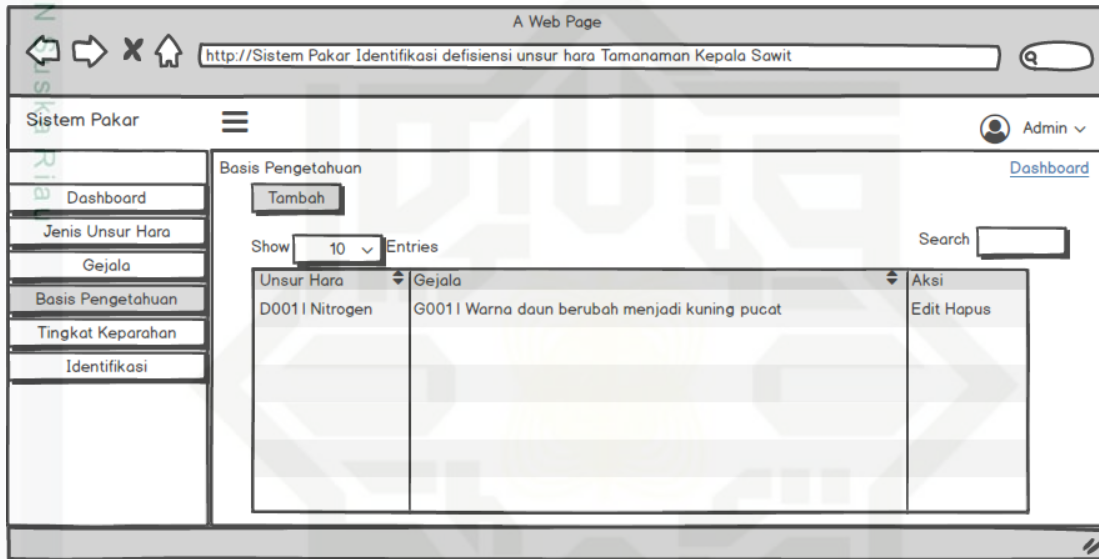 A Web Page
http://Sistem Pakar Identifikasi defisiensi unsur hara Tamanaman Kepala Sawit
Sistem Pakar
Admin
Basis Pengetahuan
Dashboard
Tambah
Dashboard
Jenis Unsur Hara
Gejala
Basis Pengetahuan
Tingkat Keparahan
Identifikasi
Show 10 Entries
Search
Unsur Hara Gejala Aksi
D001 | Nitrogen G001 | Warna daun berubah menjadi kuning pucat Edit Hapus
N Suska Riau